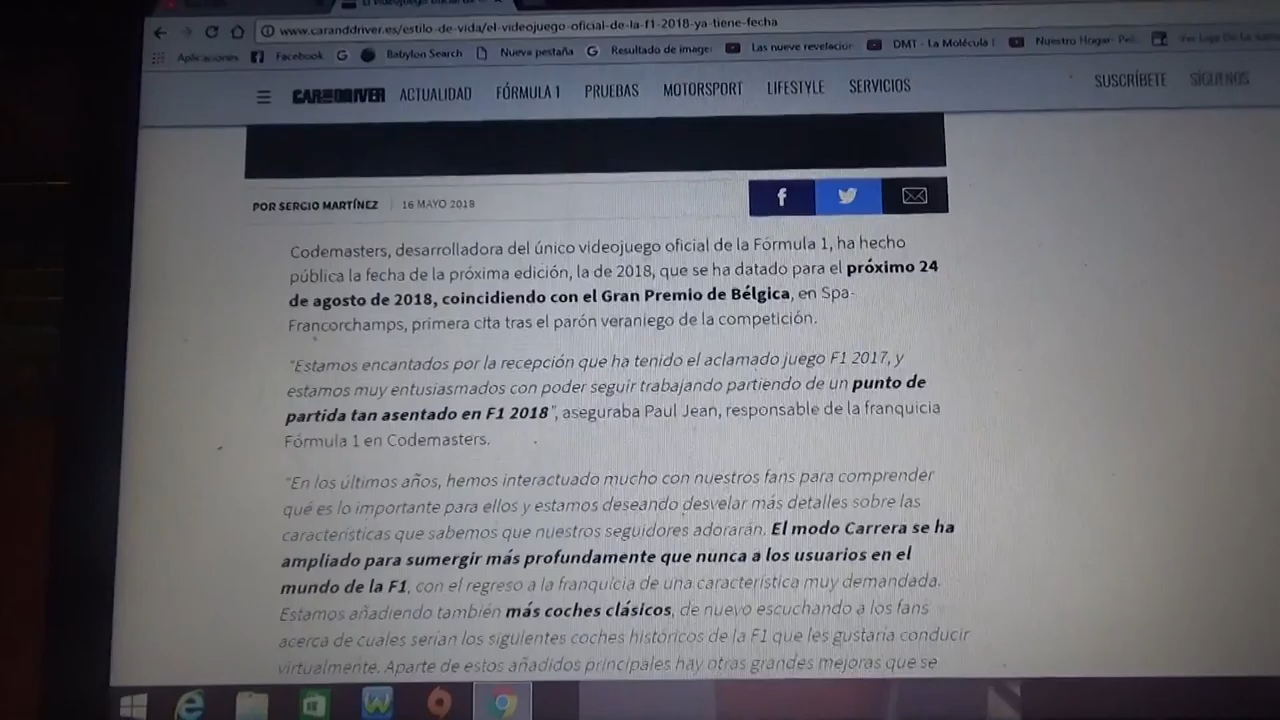 www.caranddriver.es/estilo-de-vida/el-videojuego-oficial-de-la-f1-2018-ya-tiene-fecha
Aplicaciones Facebook Babylon Search Nueva pestaña Resultado de image Las nueve revelacion DMT - La Molécula Nuestro Hogar- Pel
CAR AND DRIVER ACTUALIDAD FÓRMULA 1 PRUEBAS MOTORSPORT LIFESTYLE SERVICIOS SUSCRÍBETE SÍGUENOS
POR SERGIO MARTÍNEZ 16 MAYO 2018
Codemasters, desarrolladora del único videojuego oficial de la Fórmula 1, ha hecho
pública la fecha de la próxima edición, la de 2018, que se ha datado para el próximo 24
de agosto de 2018, coincidiendo con el Gran Premio de Bélgica, en Spa-
Francorchamps, primera cita tras el parón veraniego de la competición.
"Estamos encantados por la recepción que ha tenido el aclamado juego F1 2017, y
estamos muy entusiasmados con poder seguir trabajando partiendo de un punto de
partida tan asentado en F1 2018", aseguraba Paul Jean, responsable de la franquicia
Fórmula 1 en Codemasters.
"En los últimos años, hemos interactuado mucho con nuestros fans para comprender
qué es lo importante para ellos y estamos deseando desvelar más detalles sobre las
características que sabemos que nuestros seguidores adorarán. El modo Carrera se ha
ampliado para sumergir más profundamente que nunca a los usuarios en el
mundo de la F1, con el regreso a la franquicia de una característica muy demandada.
Estamos añadiendo también más coches clásicos, de nuevo escuchando a los fans
acerca de cuales serían los siguientes coches históricos de la F1 que les gustaría conducir
virtualmente. Aparte de estos añadidos principales hay otras grandes mejoras que se